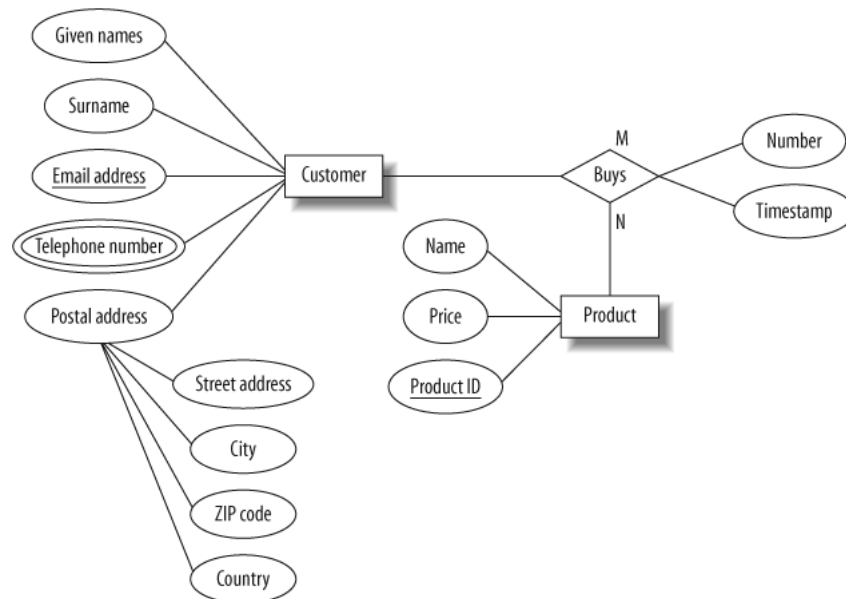 Given names
Surname
Email address
Telephone number
Postal address
Street address
City
ZIP code
Country
Customer
M
Buys
N
Number
Timestamp
Name
Price
Product ID
Product